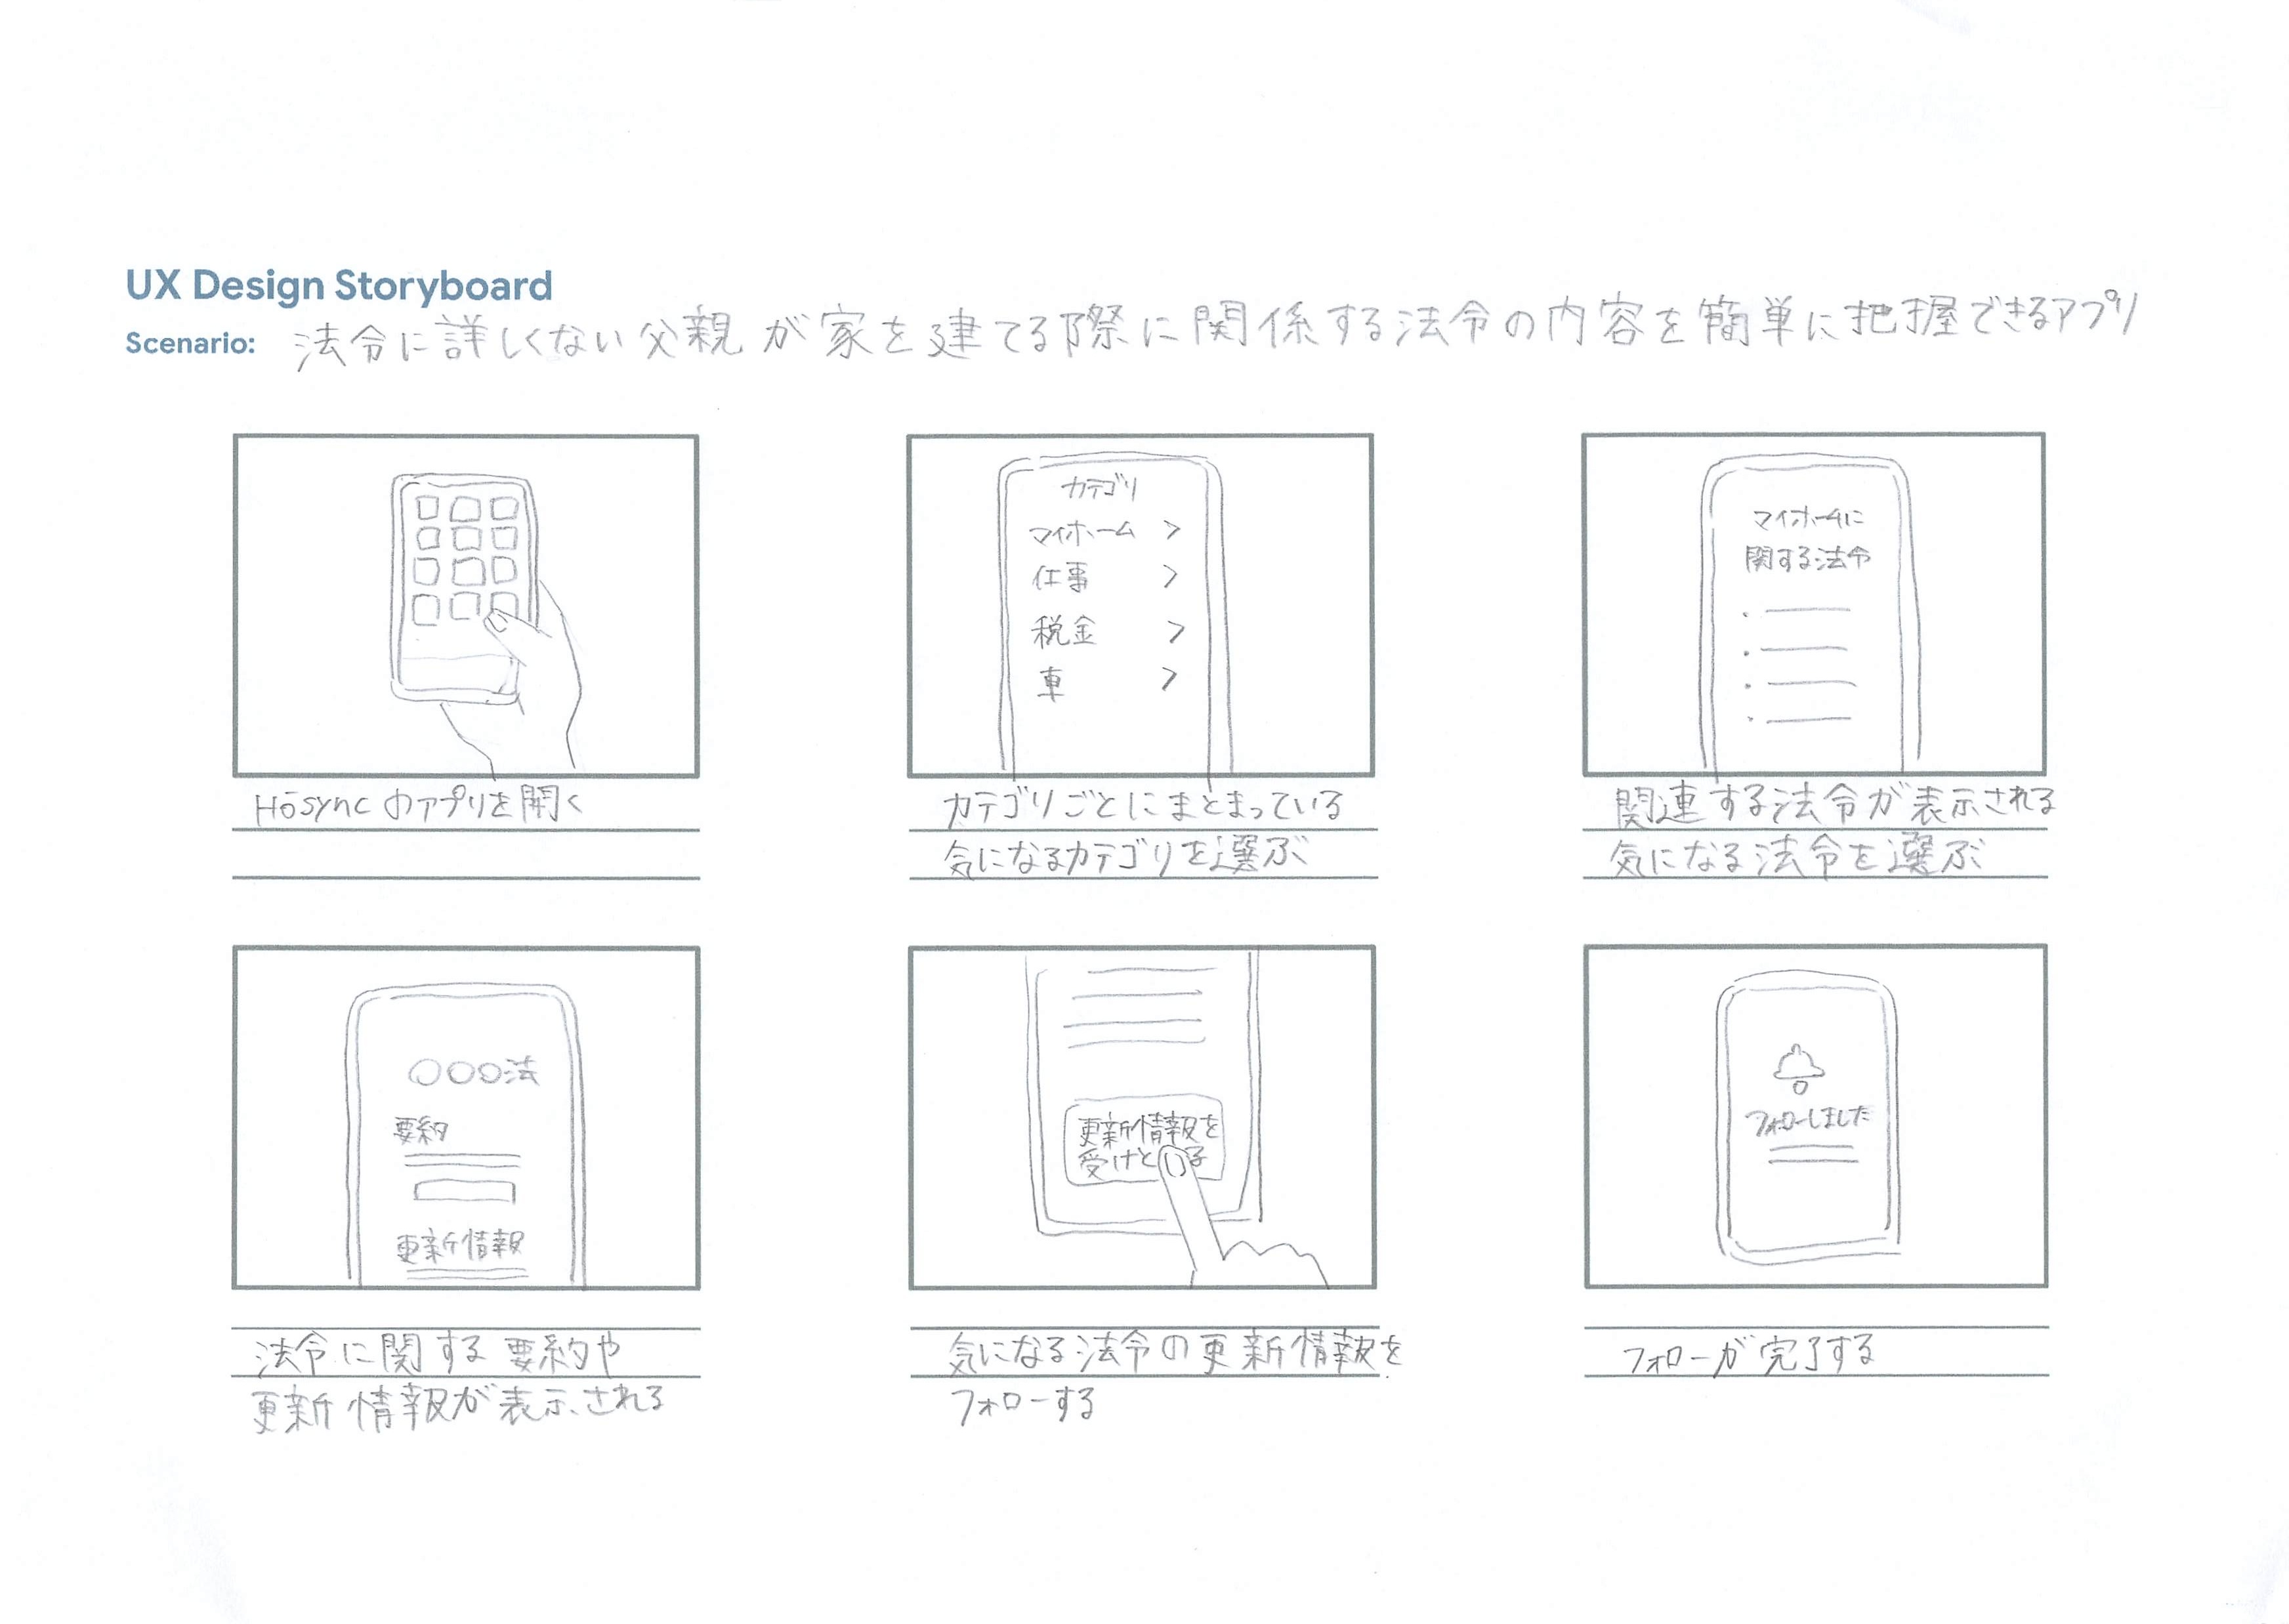 UX Design Storyboard
Scenario: 法令に詳しくない父親が家を建てる際に関係する法令の内容を簡単に把握できるアプリ
カテゴリ
マイホーム >
仕事 >
税金 >
車 >
マイホームに
関する法令
Hōsyncのアプリを開く
カテゴリごとにまとまっている
気になるカテゴリを選ぶ
関連する法令が表示される
気になる法令を選ぶ
○○○法
要約
更新情報
更新情報を
受けとる
フォローしました
法令に関する要約や
更新情報が表示される
気になる法令の更新情報を
フォローする
フォローが完了する